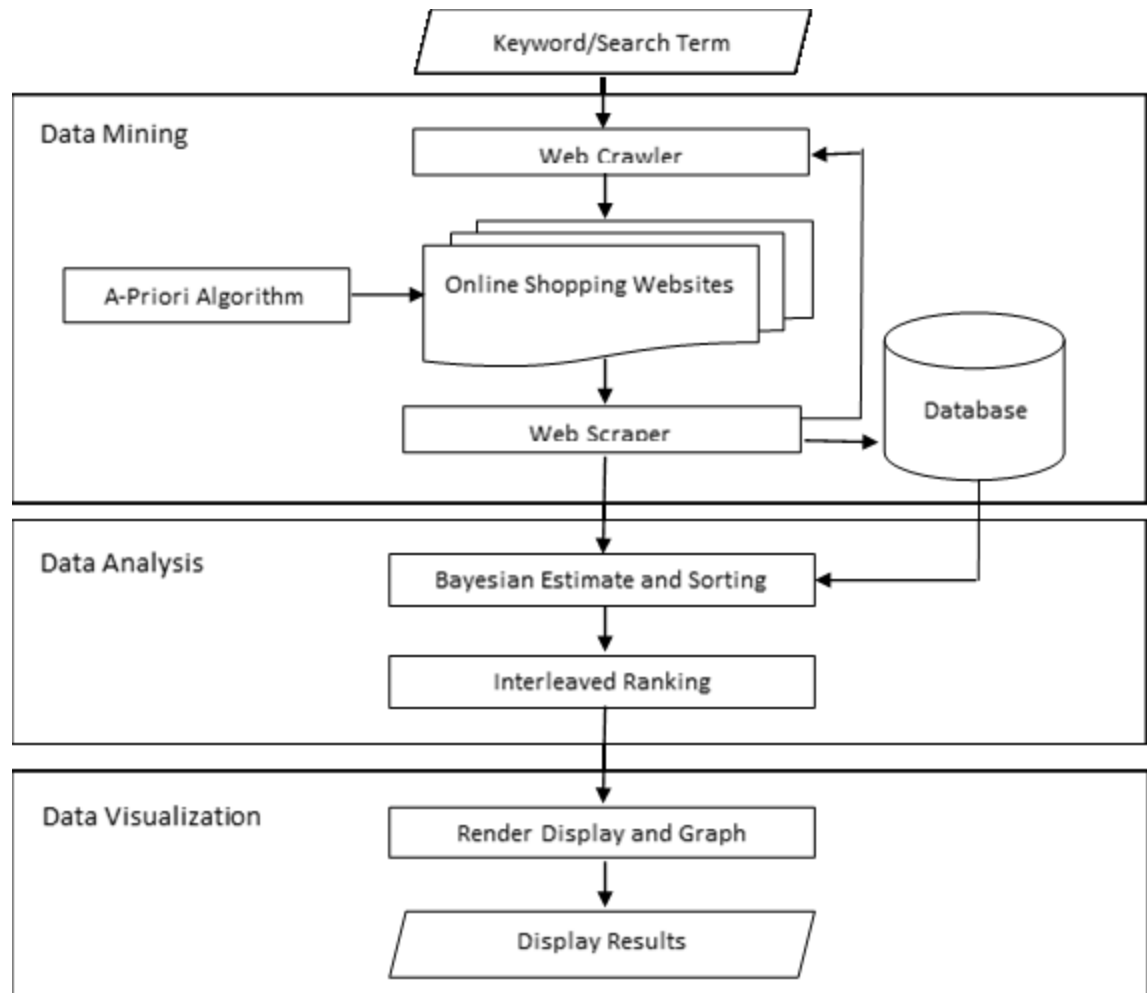 Keyword/Search Term
Data Mining
Web Crawler
Online Shopping Websites
A-Priori Algorithm
Database
Web Scraper
Data Analysis
Bayesian Estimate and Sorting
Interleaved Ranking
Data Visualization
Render Display and Graph
Display Results